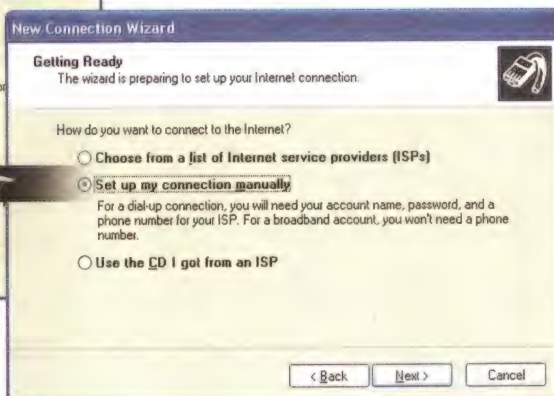 New Connection Wizard
Getting Ready
The wizard is preparing to set up your Internet connection.
How do you want to connect to the Internet?
Choose from a list of Internet service providers (ISPs)
Set up my connection manually
For a dial-up connection, you will need your account name, password, and a
phone number for your ISP. For a broadband account, you won't need a phone
number.
Use the CD I got from an ISP
< Back
Next >
Cancel